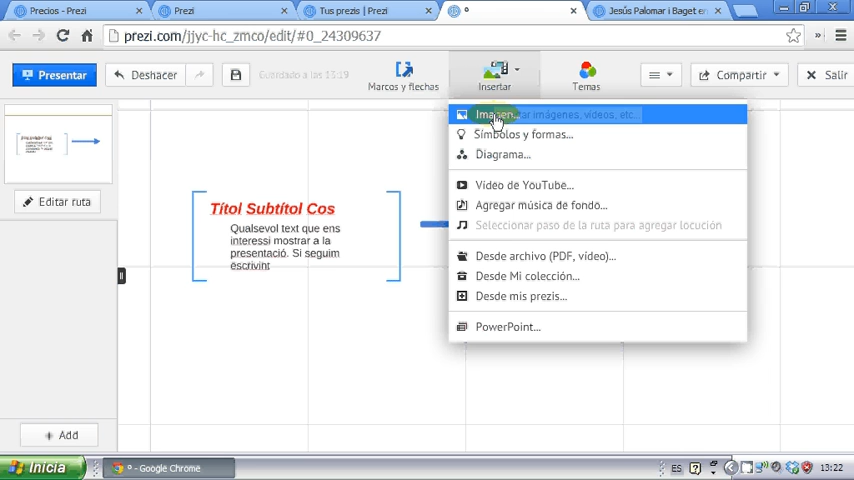 Precios - Prezi
Prezi
Tus prezis | Prezi
º
Jesús Palomar i Baget en
prezi.com/jjyc-hc_zmco/edit/#0_24309637
Presentar
Deshacer
Guardado a las 13:19
Marcos y flechas
Insertar
Temas
Compartir
Salir
Imagen...
ar imágenes, vídeos, etc...
Símbolos y formas...
Diagrama...
Vídeo de YouTube...
Agregar música de fondo...
Seleccionar paso de la ruta para agregar locución
Desde archivo (PDF, vídeo)...
Desde Mi colección...
Desde mis prezis...
PowerPoint...
Editar ruta
Títol Subtítol Cos
Qualsevol text que ens
interessi mostrar a la
presentació. Si seguim
escrivint
Add
Inicia
º - Google Chrome
ES
13:22